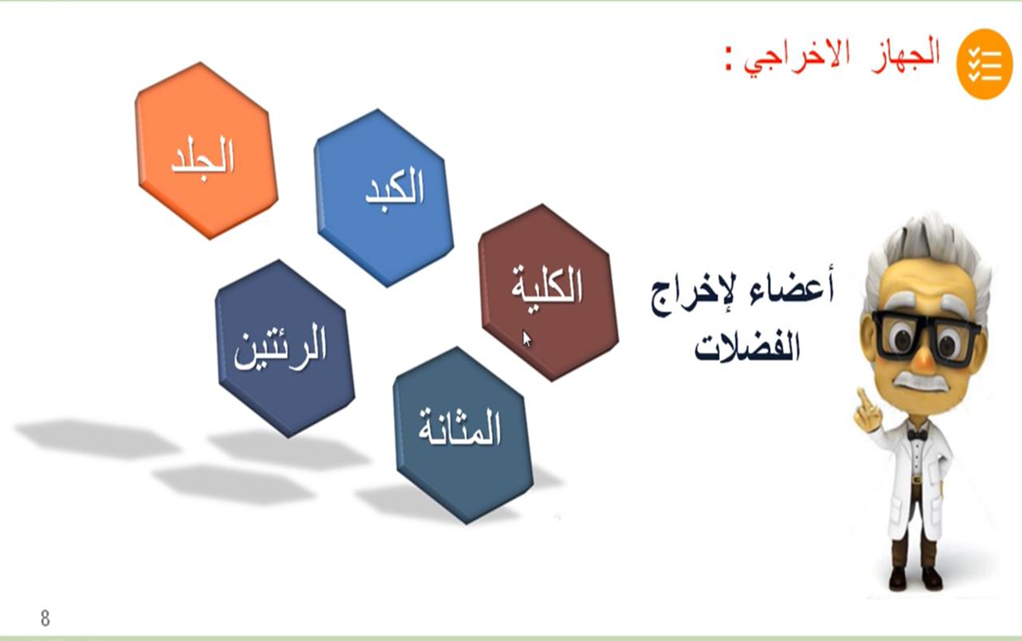 الجهاز الاخراجي :
أعضاء لإخراج
الفضلات
الكلية
الكبد
الجلد
المثانة
الرئتين
8